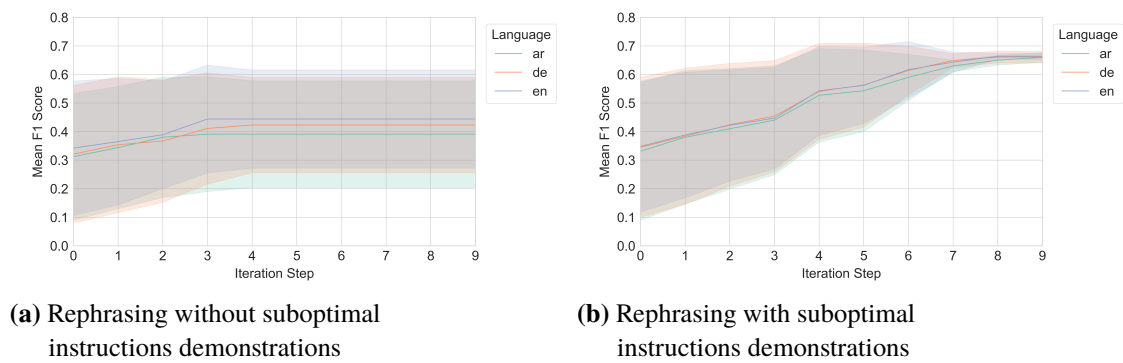 0.8
0.7
0.6
0.5
0.4
0.3
0.2
0.1
0.0
Mean F1 Score
0 1 2 3 4 5 6 7 8 9
Iteration Step
Language
ar
de
en
(a) Rephrasing without suboptimal
instructions demonstrations
0.8
0.7
0.6
0.5
0.4
0.3
0.2
0.1
0.0
Mean F1 Score
0 1 2 3 4 5 6 7 8 9
Iteration Step
Language
ar
de
en
(b) Rephrasing with suboptimal
instructions demonstrations